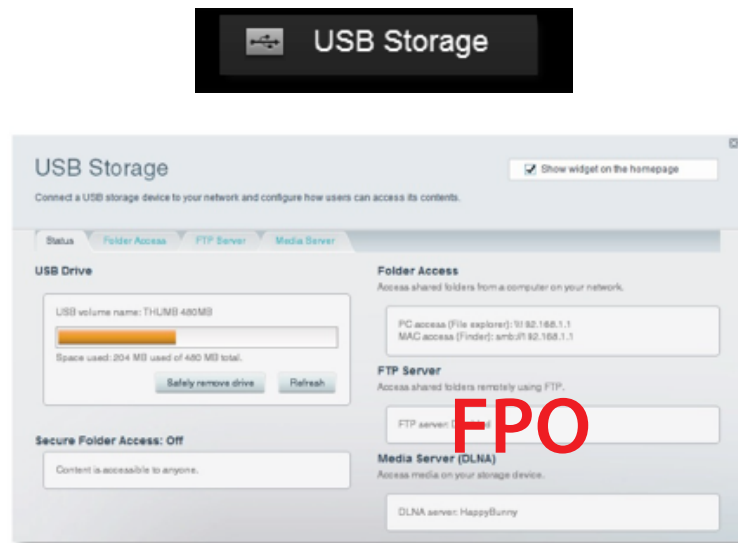 USB Storage
USB Storage
Show widget on the homepage
Connect a USB storage device to your network and configure how users can access its contents.
Status Folder Access FTP Server Media Server
USB Drive
USB volume name: THUMB 480MB
Space used: 204 MB used of 480 MB total.
Safely remove drive Refresh
Secure Folder Access: Off
Content is accessible to anyone.
Folder Access
Access shared folders from a computer on your network.
PC access (File explorer): \\192.168.1.1
MAC access (Finder): smb://192.168.1.1
FTP Server
Access shared folders remotely using FTP.
FTP server:
FPO
Media Server (DLNA)
Access media on your storage device.
DLNA server: HappyBunny